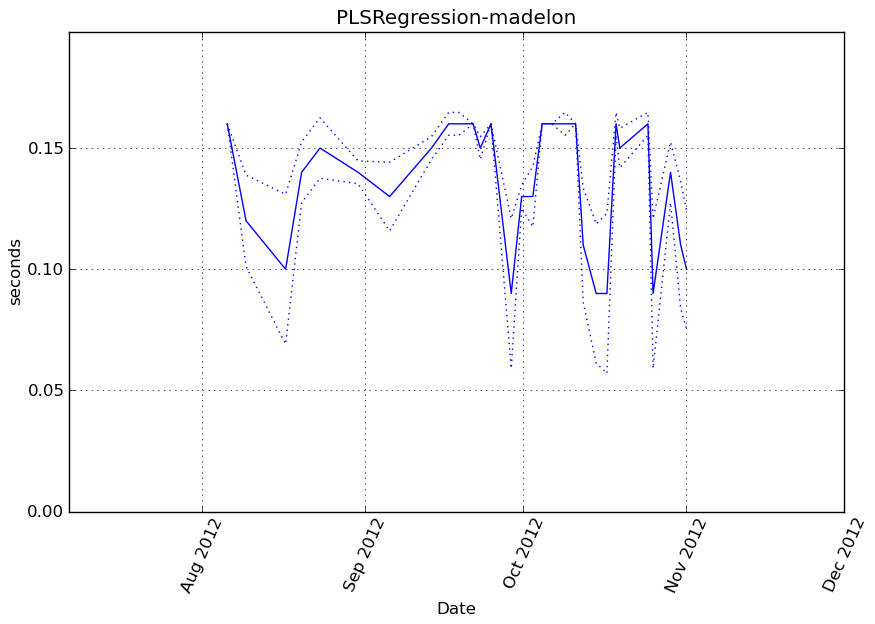 PLSRegression-madelon
0.15
0.10
0.05
0.00
seconds
Aug 2012
Sep 2012
Oct 2012
Nov 2012
Dec 2012
Date